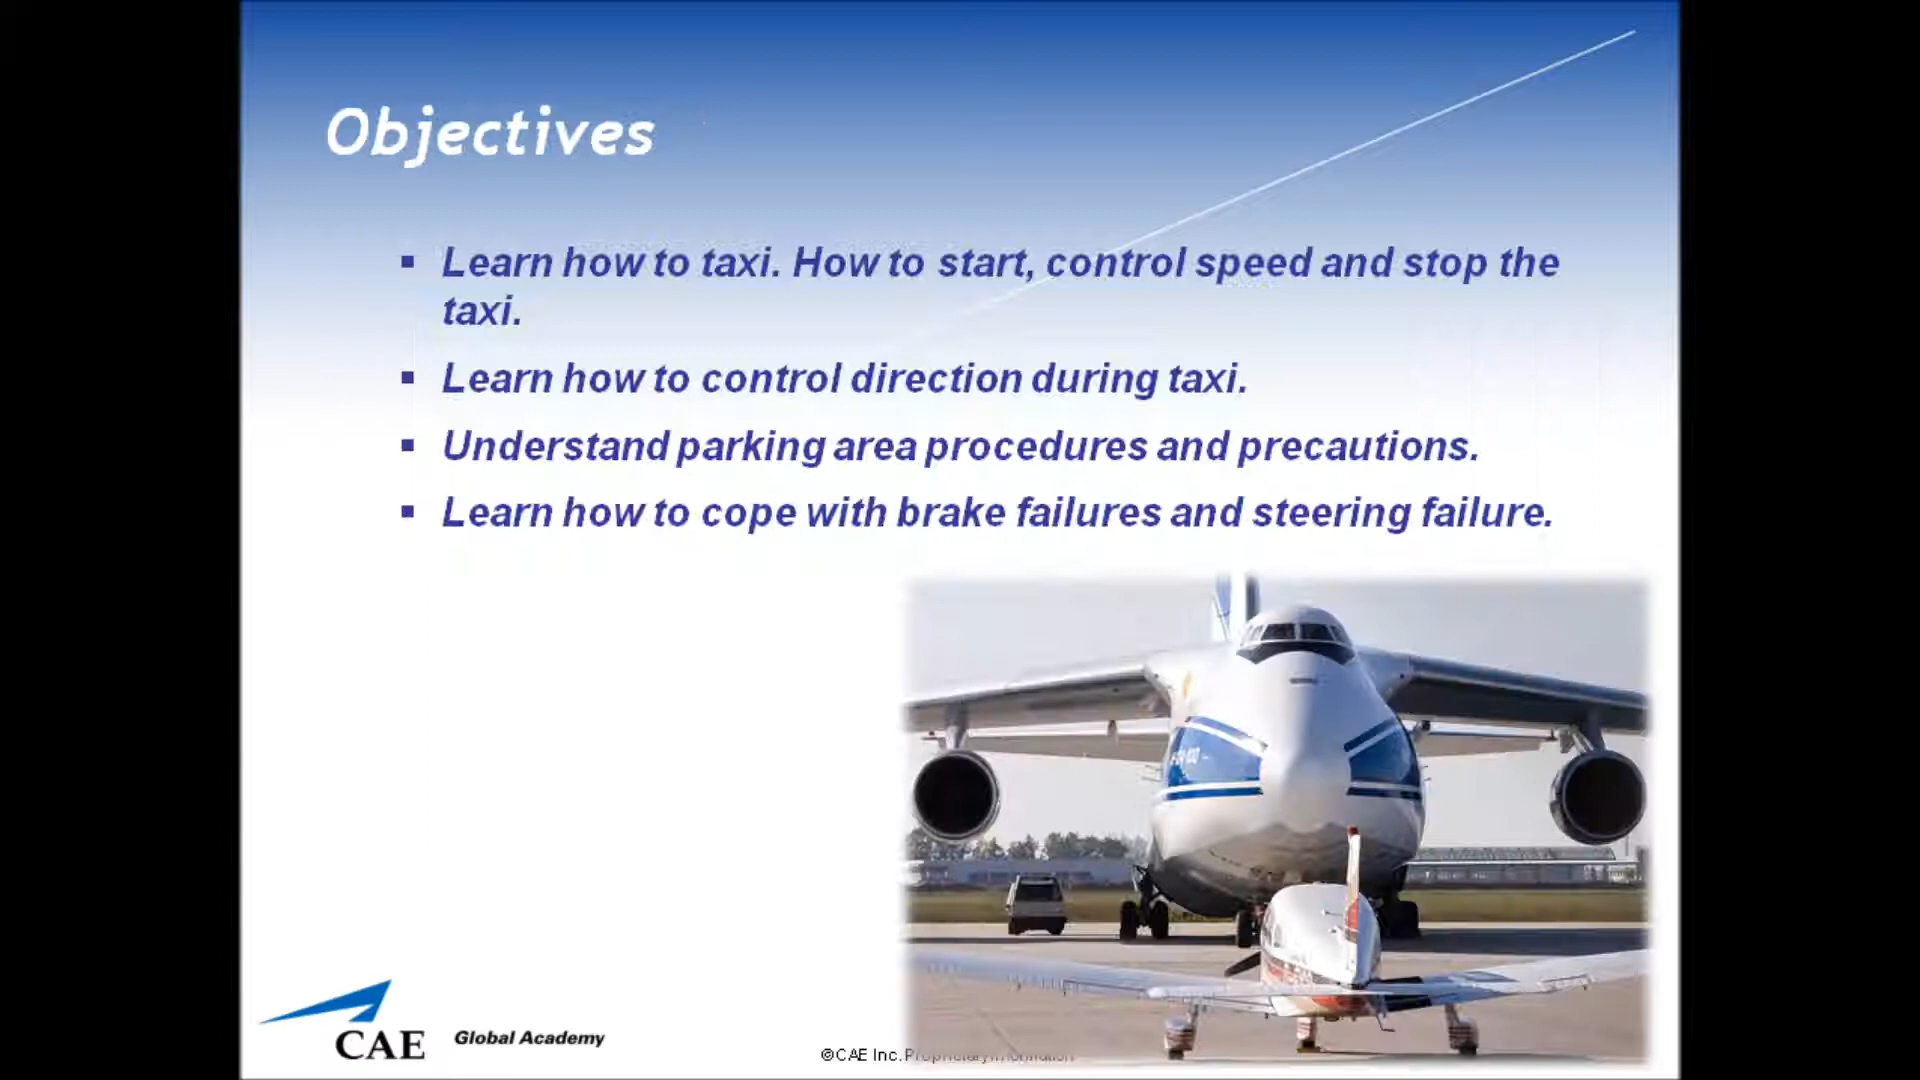 Objectives
▪ Learn how to taxi. How to start, control speed and stop the
taxi.
▪ Learn how to control direction during taxi.
▪ Understand parking area procedures and precautions.
▪ Learn how to cope with brake failures and steering failure.
CAE Global Academy
©CAE Inc. Proprietary Information